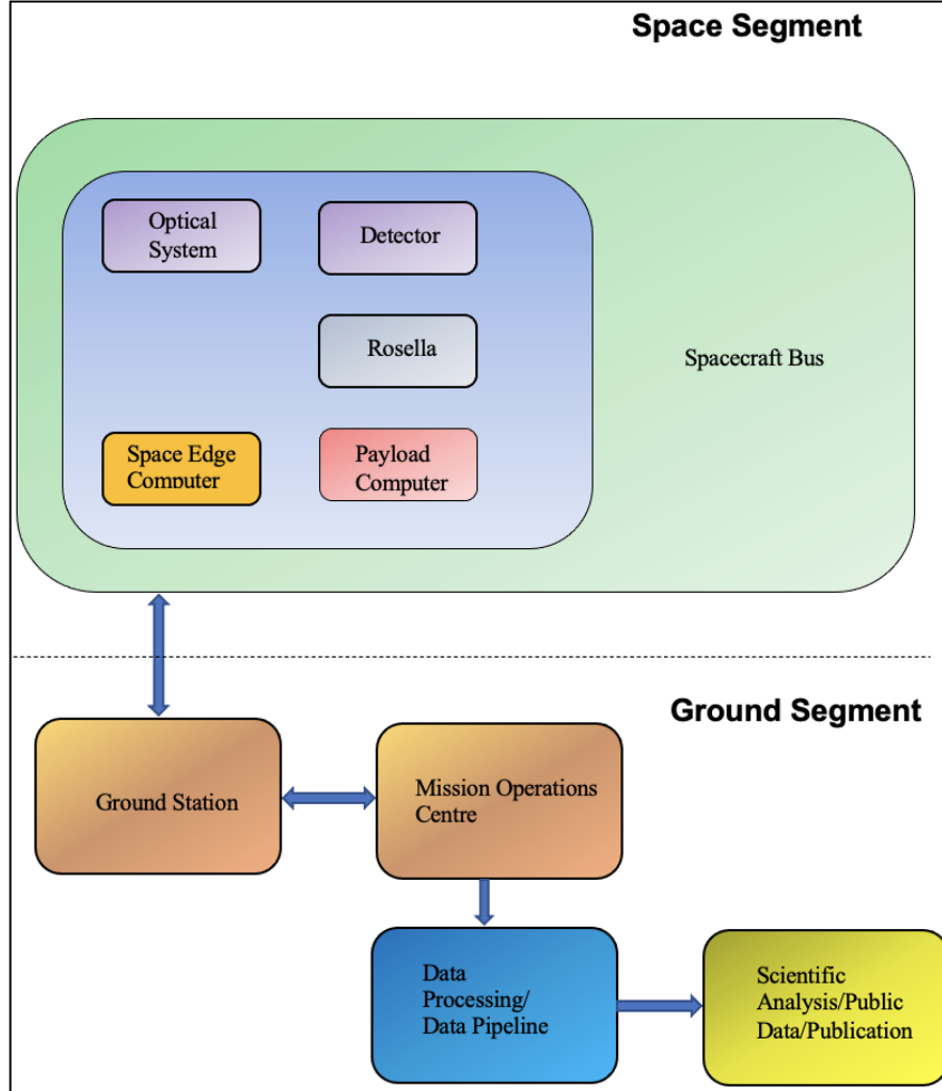 Space Segment
Optical
System
Detector
Rosella
Spacecraft Bus
Space Edge
Computer
Payload
Computer
Ground Segment
Ground Station
Mission Operations
Centre
Data
Processing/
Data Pipeline
Scientific
Analysis/Public
Data/Publication